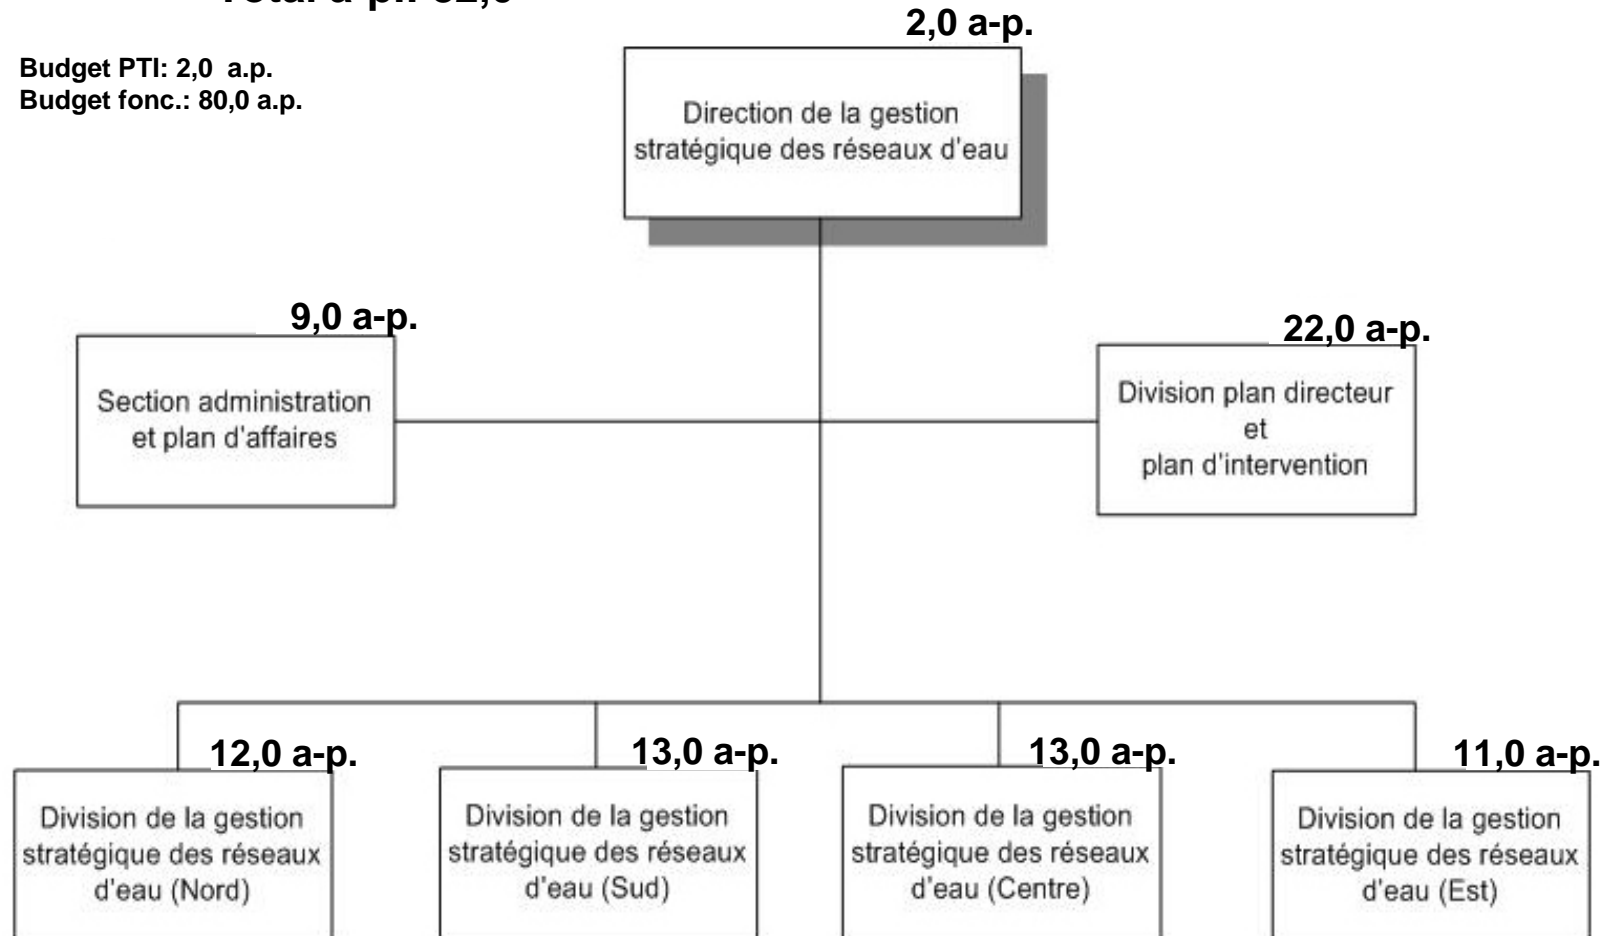 2,0 a-p.
Budget PTI: 2,0 a.p.
Budget fonc.: 80,0 a.p.
Direction de la gestion
stratégique des réseaux d'eau
9,0 a-p.
Section administration
et plan d'affaires
22,0 a-p.
Division plan directeur
et
plan d'intervention
12,0 a-p.
Division de la gestion
stratégique des réseaux
d'eau (Nord)
13,0 a-p.
Division de la gestion
stratégique des réseaux
d'eau (Sud)
13,0 a-p.
Division de la gestion
stratégique des réseaux
d'eau (Centre)
11,0 a-p.
Division de la gestion
stratégique des réseaux
d'eau (Est)